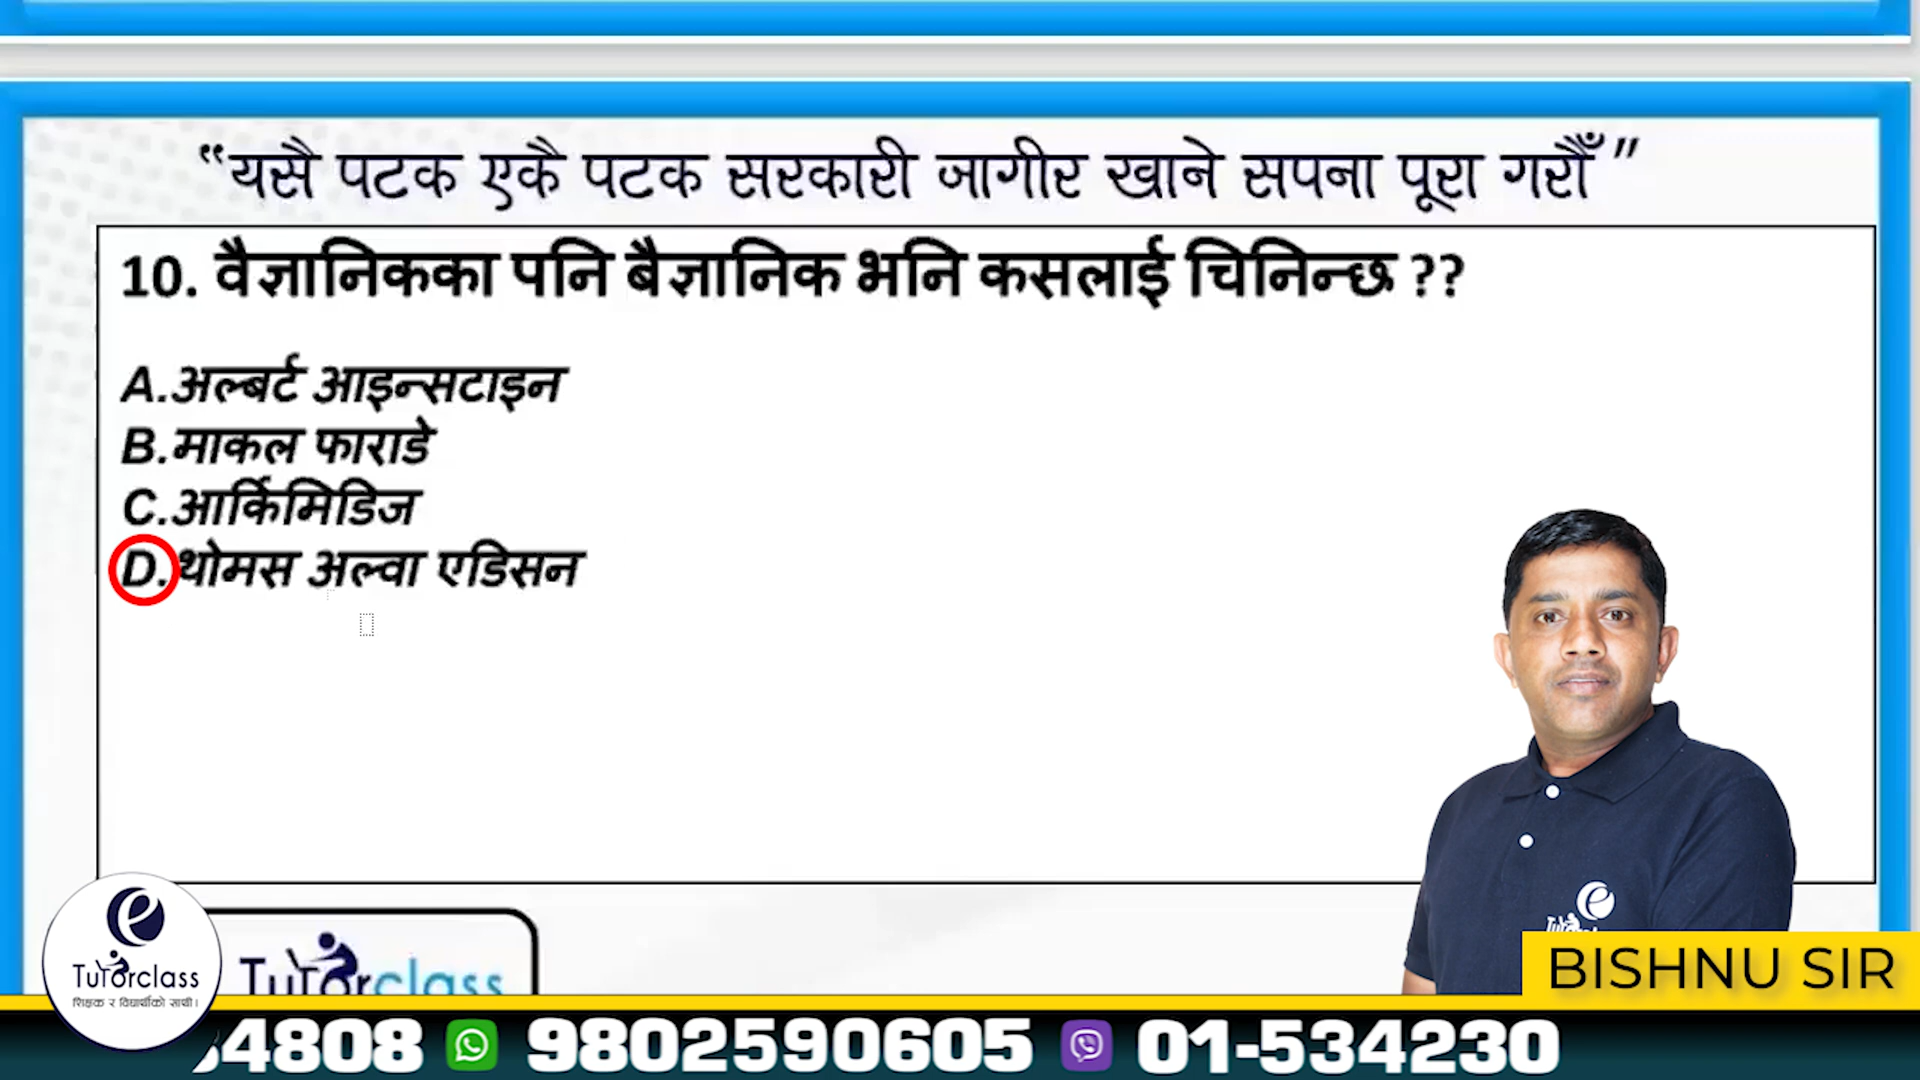 “यसै पटक एकै पटक सरकारी जागीर खाने सपना पूरा गरौँ”
10. वैज्ञानिकका पनि बैज्ञानिक भनि कसलाई चिनिन्छ ??
A.अल्बर्ट आइन्सटाइन
B.माकल फाराडे
C.आर्किमिडिज
D.थोमस अल्वा एडिसन
e
Tutorclass
शिक्षक र विद्यार्थीको साथी।
Tutorclass
BISHNU SIR
34808 9802590605 01-534230